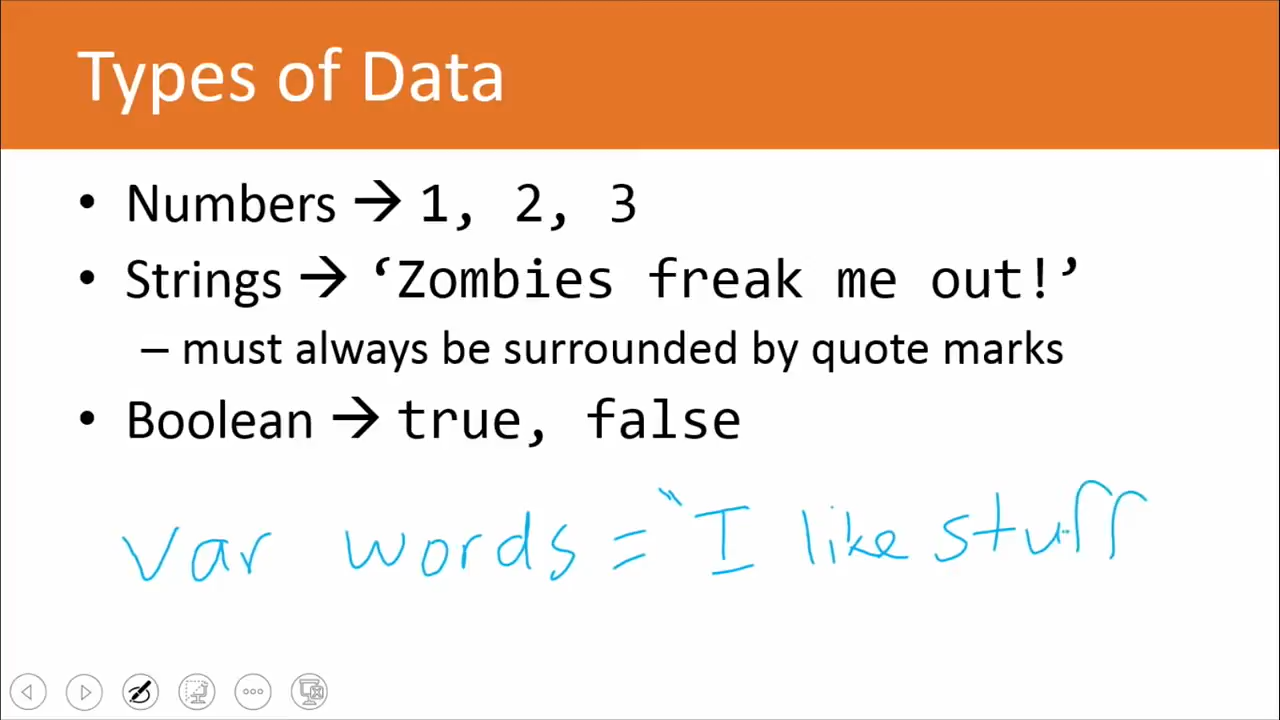 Types of Data
• Numbers → 1, 2, 3
• Strings → ‘Zombies freak me out!’
– must always be surrounded by quote marks
• Boolean → true, false
var words = "I like stuff